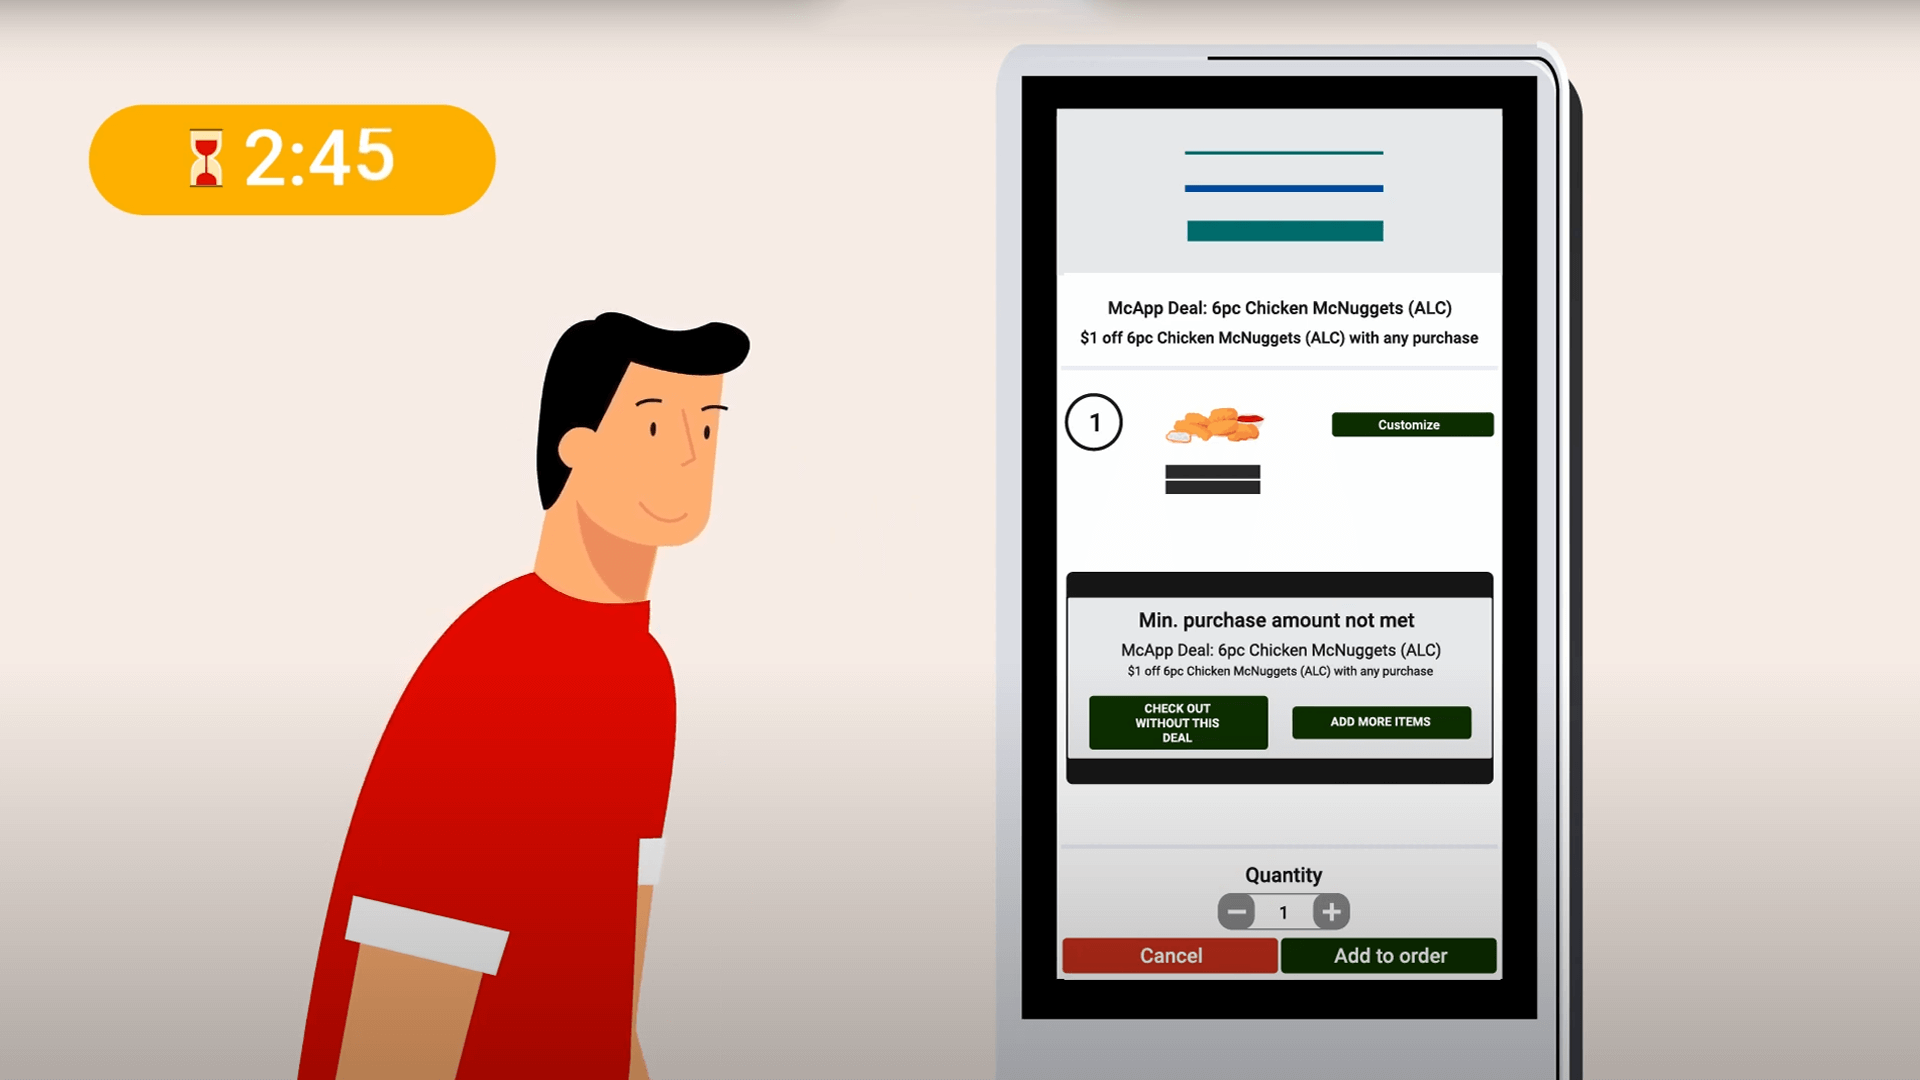 2:45
McApp Deal: 6pc Chicken McNuggets (ALC)
$1 off 6pc Chicken McNuggets (ALC) with any purchase
1
Customize
Min. purchase amount not met
McApp Deal: 6pc Chicken McNuggets (ALC)
$1 off 6pc Chicken McNuggets (ALC) with any purchase
CHECK OUT
WITHOUT THIS
DEAL
ADD MORE ITEMS
Quantity
1
Cancel
Add to order